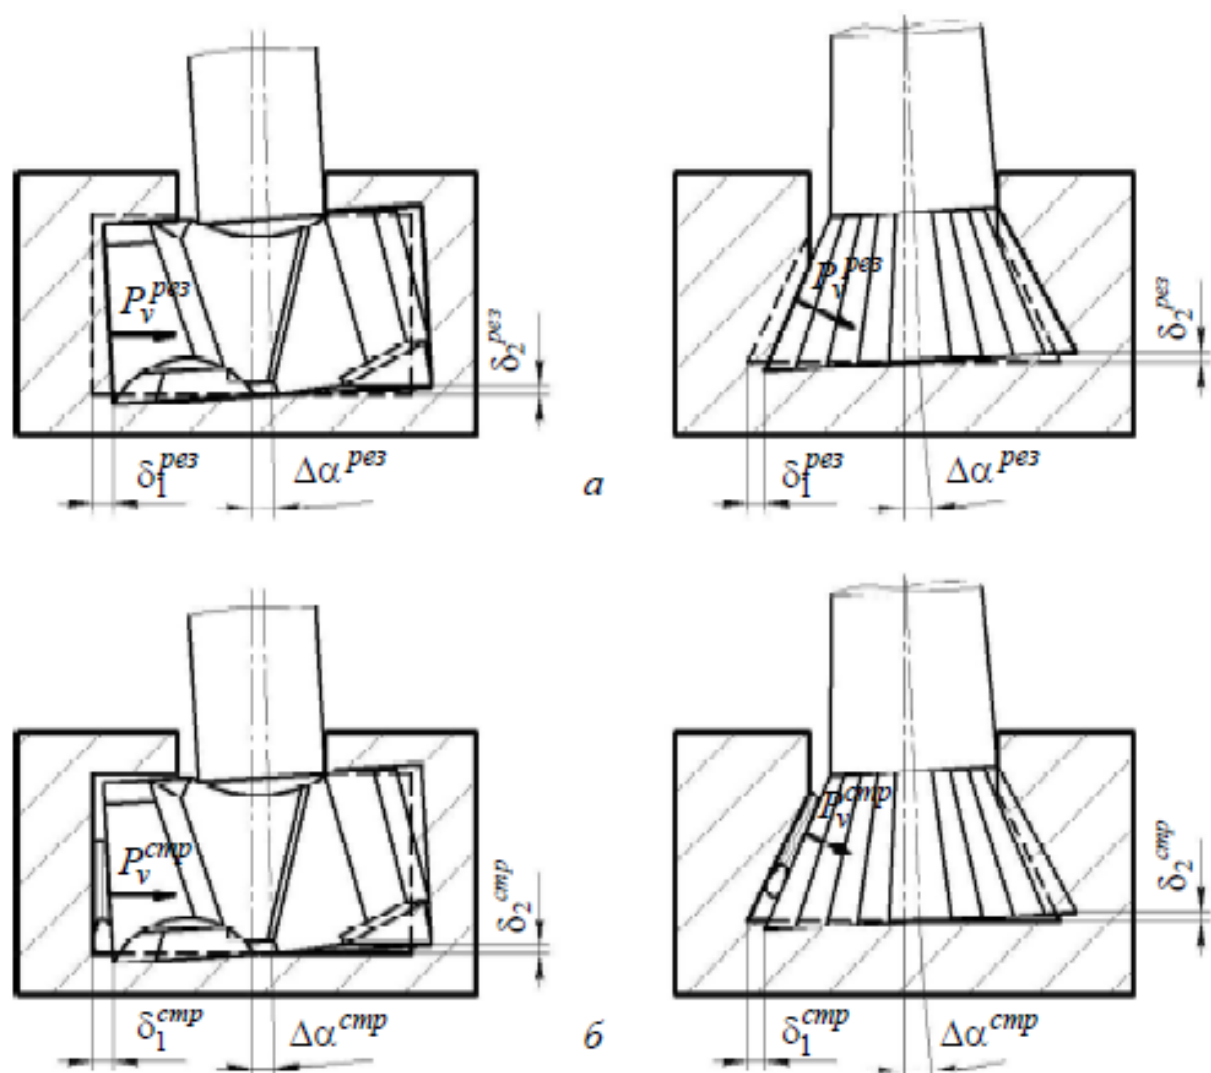 P_v^рез P_v^рез
δ_2^рез δ_2^рез
δ_1^рез Δα^рез а δ_1^рез Δα^рез
P_v^стр P_v^стр
δ_2^стр δ_2^стр
δ_1^стр Δα^стр б δ_1^стр Δα^стр